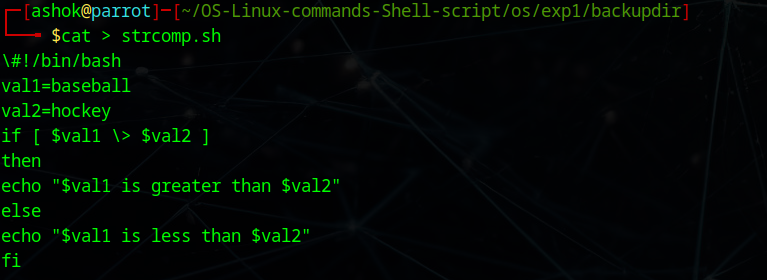 ┌─[ashok@parrot]─[~/OS-Linux-commands-Shell-script/os/exp1/backupdir]
└──╼ $cat > strcomp.sh
\#!/bin/bash
val1=baseball
val2=hockey
if [ $val1 \> $val2 ]
then
echo "$val1 is greater than $val2"
else
echo "$val1 is less than $val2"
fi